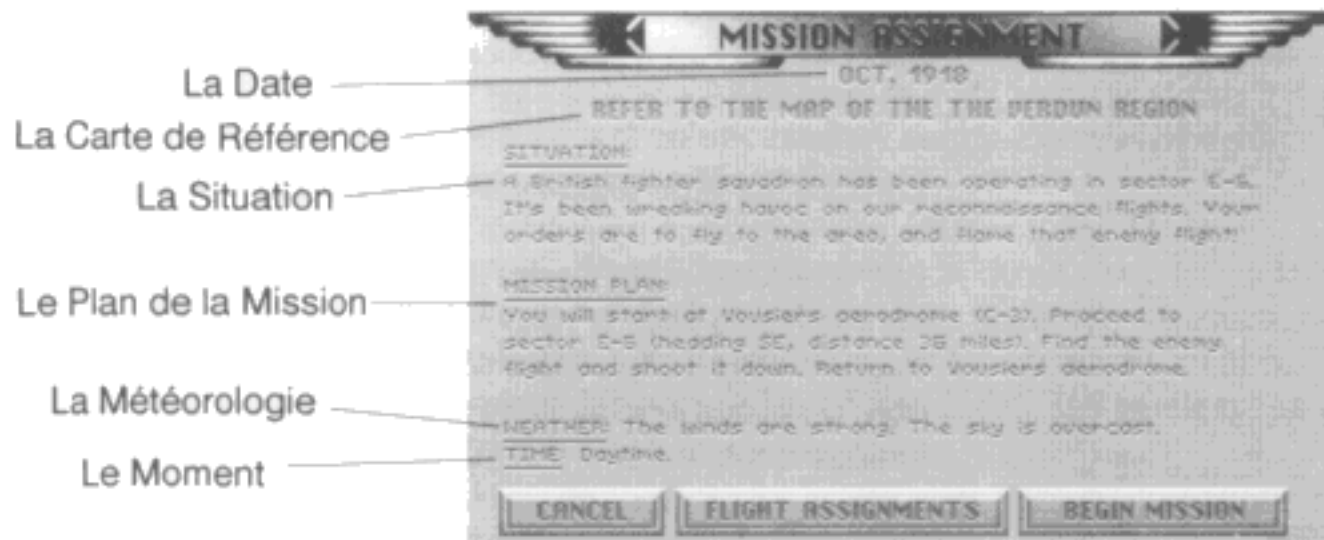 MISSION ASSIGNMENT
La Date
OCT. 1918
La Carte de Référence
REFER TO THE MAP OF THE THE VERDUN REGION
SITUATION:
La Situation
A British fighter squadron has been operating in sector E-6.
It's been wreaking havoc on our reconnaissance flights. Your
orders are to fly to the area, and flame that enemy flight!
Le Plan de la Mission
MISSION PLAN:
You will start at Vousiers aerodrome (C-3). Proceed to
sector E-6 (heading SE, distance 36 miles). Find the enemy
flight and shoot it down. Return to Vousiers aerodrome.
La Météorologie
WEATHER: The winds are strong. The sky is overcast.
Le Moment
TIME: Daytime.
CANCEL
FLIGHT ASSIGNMENTS
BEGIN MISSION